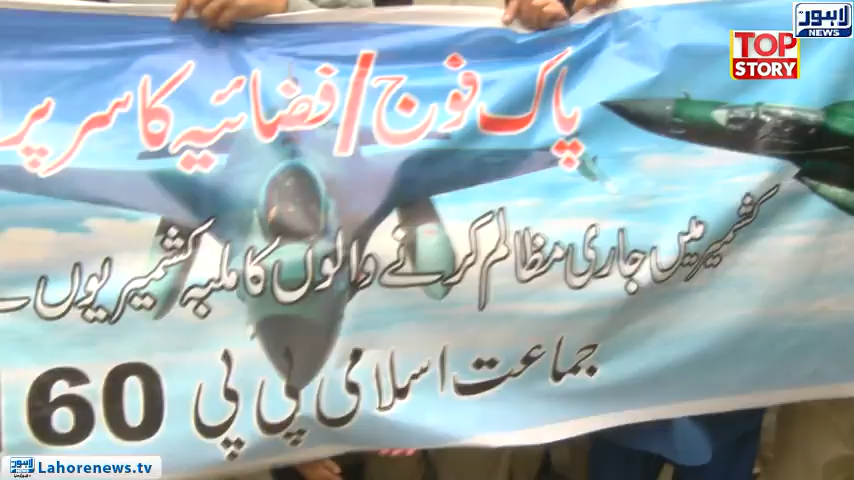 لاہور
NEWS
TOP
STORY
پاک فوج/فضائیہ کا سرپر
کشمیر میں جاری مظالم کرنے والوں کا ملبہ کشمیریوں
جماعت اسلامی پی پی 160
Lahorenews.tv